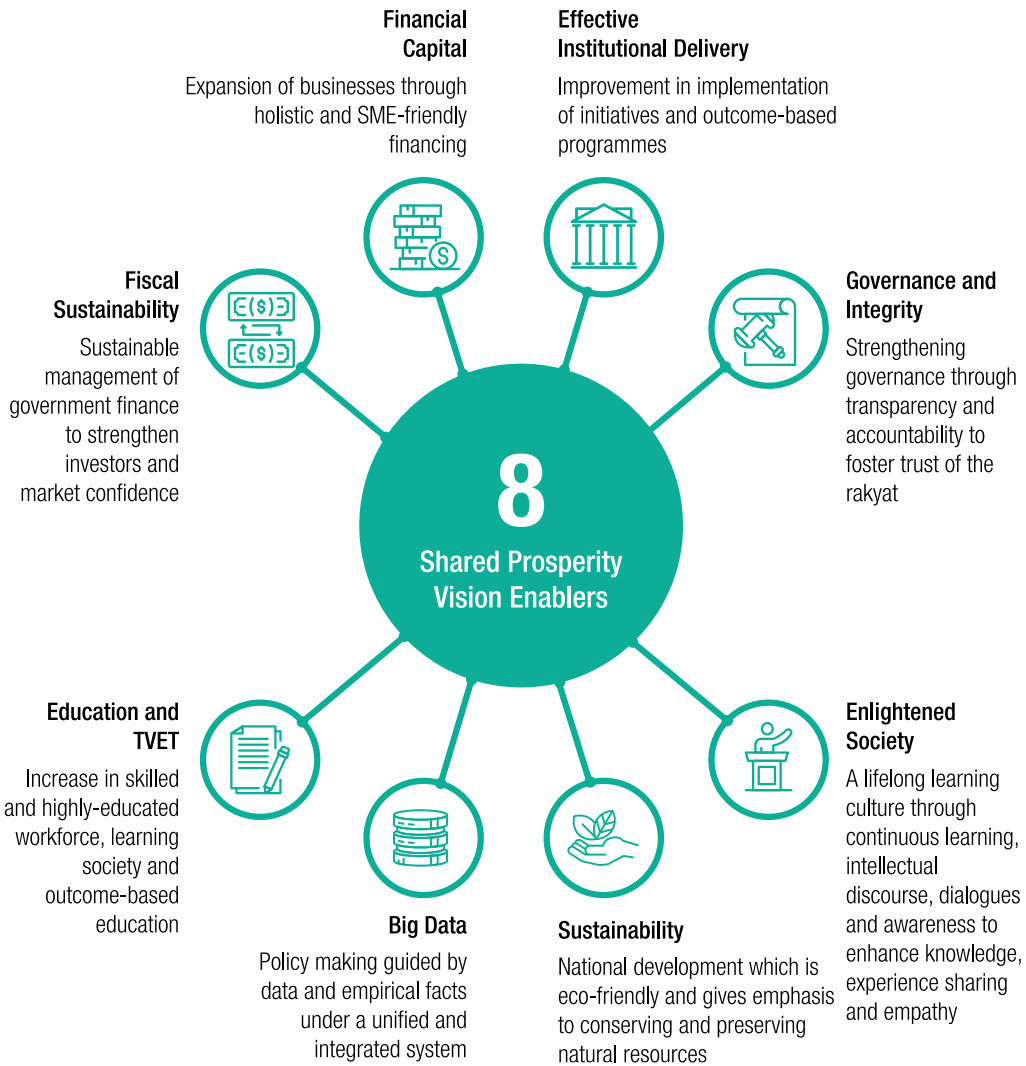 Financial
Capital
Expansion of businesses through
holistic and SME-friendly
financing
Effective
Institutional Delivery
Improvement in implementation
of initiatives and outcome-based
programmes
Fiscal
Sustainability
Sustainable
management of
government finance
to strengthen
investors and
market confidence
Governance and
Integrity
Strengthening
governance through
transparency and
accountability to
foster trust of the
rakyat
8
Shared Prosperity
Vision Enablers
Education and
TVET
Increase in skilled
and highly-educated
workforce, learning
society and
outcome-based
education
Big Data
Policy making guided by
data and empirical facts
under a unified and
integrated system
Sustainability
National development which is
eco-friendly and gives emphasis
to conserving and preserving
natural resources
Enlightened
Society
A lifelong learning
culture through
continuous learning,
intellectual
discourse, dialogues
and awareness to
enhance knowledge,
experience sharing
and empathy